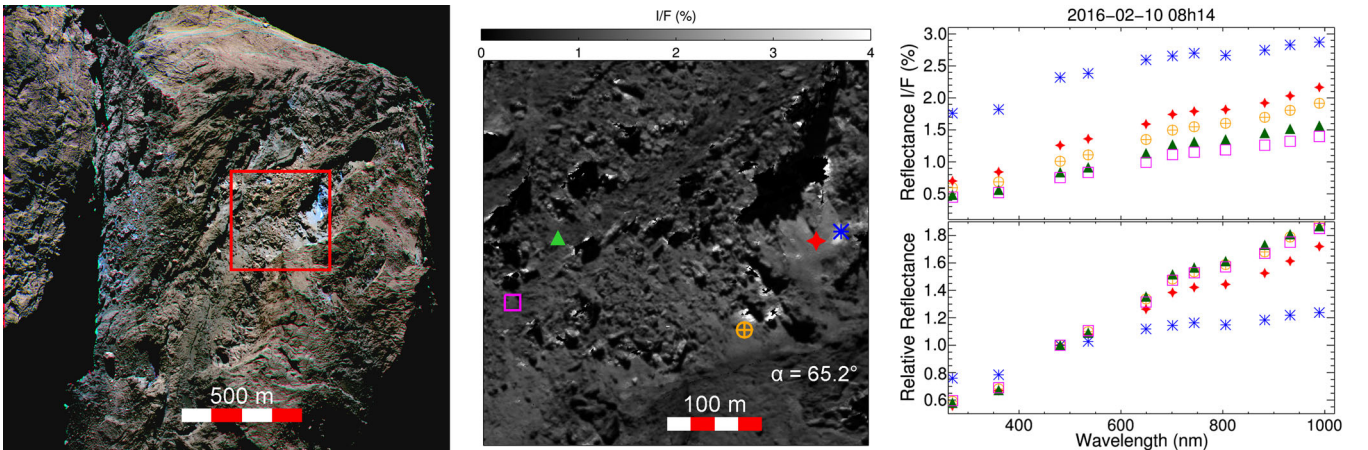 500 m
I/F (%)
0 1 2 3 4
α = 65.2°
100 m
2016-02-10 08h14
Reflectance I/F (%)
3.0
2.5
2.0
1.5
1.0
0.5
Relative Reflectance
1.8
1.6
1.4
1.2
1.0
0.8
0.6
400 600 800 1000
Wavelength (nm)